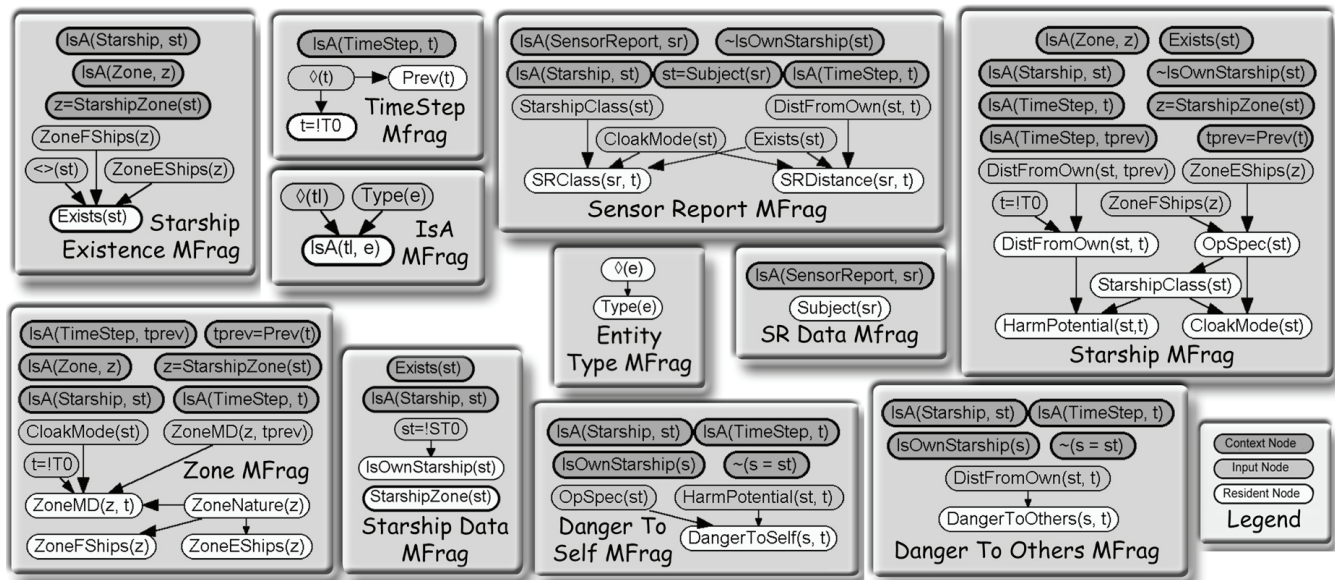 IsA(Starship, st)
IsA(Zone, z)
z=StarshipZone(st)
ZoneFShips(z)
<>(st)
ZoneEShips(z)
Exists(st)
Starship
Existence MFrag
IsA(TimeStep, t)
◊(t)
Prev(t)
t=!T0
TimeStep
Mfrag
◊(tl)
Type(e)
IsA(tl, e)
IsA
MFrag
IsA(SensorReport, sr)
~IsOwnStarship(st)
IsA(Starship, st)
st=Subject(sr)
IsA(TimeStep, t)
StarshipClass(st)
DistFromOwn(st, t)
CloakMode(st)
Exists(st)
SRClass(sr, t)
SRDistance(sr, t)
Sensor Report MFrag
IsA(Zone, z)
Exists(st)
IsA(Starship, st)
~IsOwnStarship(st)
IsA(TimeStep, t)
z=StarshipZone(st)
IsA(TimeStep, tprev)
tprev=Prev(t)
DistFromOwn(st, tprev)
ZoneEShips(z)
t=!T0
ZoneFShips(z)
DistFromOwn(st, t)
OpSpec(st)
StarshipClass(st)
HarmPotential(st,t)
CloakMode(st)
Starship MFrag
◊(e)
Type(e)
Entity
Type MFrag
IsA(SensorReport, sr)
Subject(sr)
SR Data Mfrag
IsA(TimeStep, tprev)
tprev=Prev(t)
IsA(Zone, z)
z=StarshipZone(st)
IsA(Starship, st)
IsA(TimeStep, t)
CloakMode(st)
ZoneMD(z, tprev)
t=!T0
Zone MFrag
ZoneMD(z, t)
ZoneNature(z)
ZoneFShips(z)
ZoneEShips(z)
Exists(st)
IsA(Starship, st)
st=!ST0
IsOwnStarship(st)
StarshipZone(st)
Starship Data
MFrag
IsA(Starship, st)
IsA(TimeStep, t)
IsOwnStarship(s)
~(s = st)
OpSpec(st)
HarmPotential(st, t)
DangerToSelf(s, t)
Danger To
Self MFrag
IsA(Starship, st)
IsA(TimeStep, t)
IsOwnStarship(s)
~(s = st)
DistFromOwn(st, t)
DangerToOthers(s, t)
Danger To Others MFrag
Context Node
Input Node
Resident Node
Legend